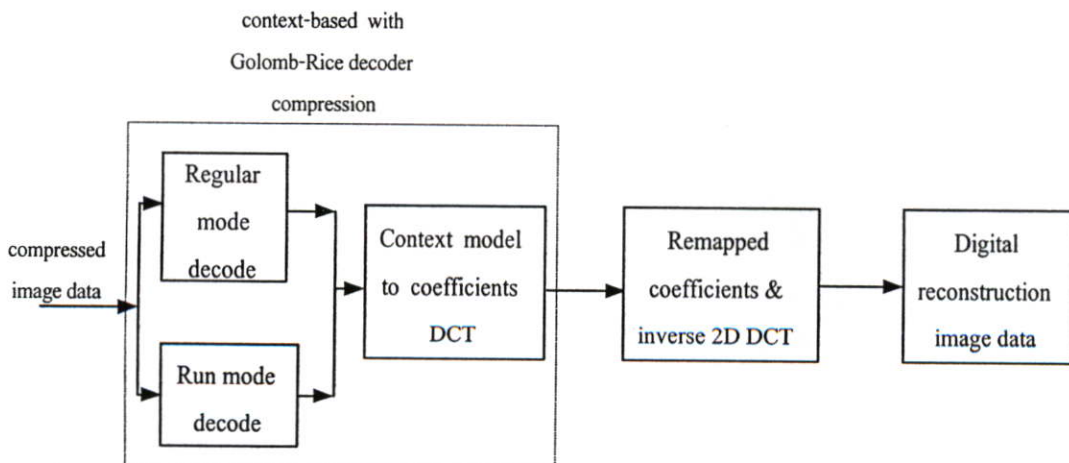 context-based with
Golomb-Rice decoder
compression
compressed
image data
Regular
mode
decode
Run mode
decode
Context model
to coefficients
DCT
Remapped
coefficients &
inverse 2D DCT
Digital
reconstruction
image data